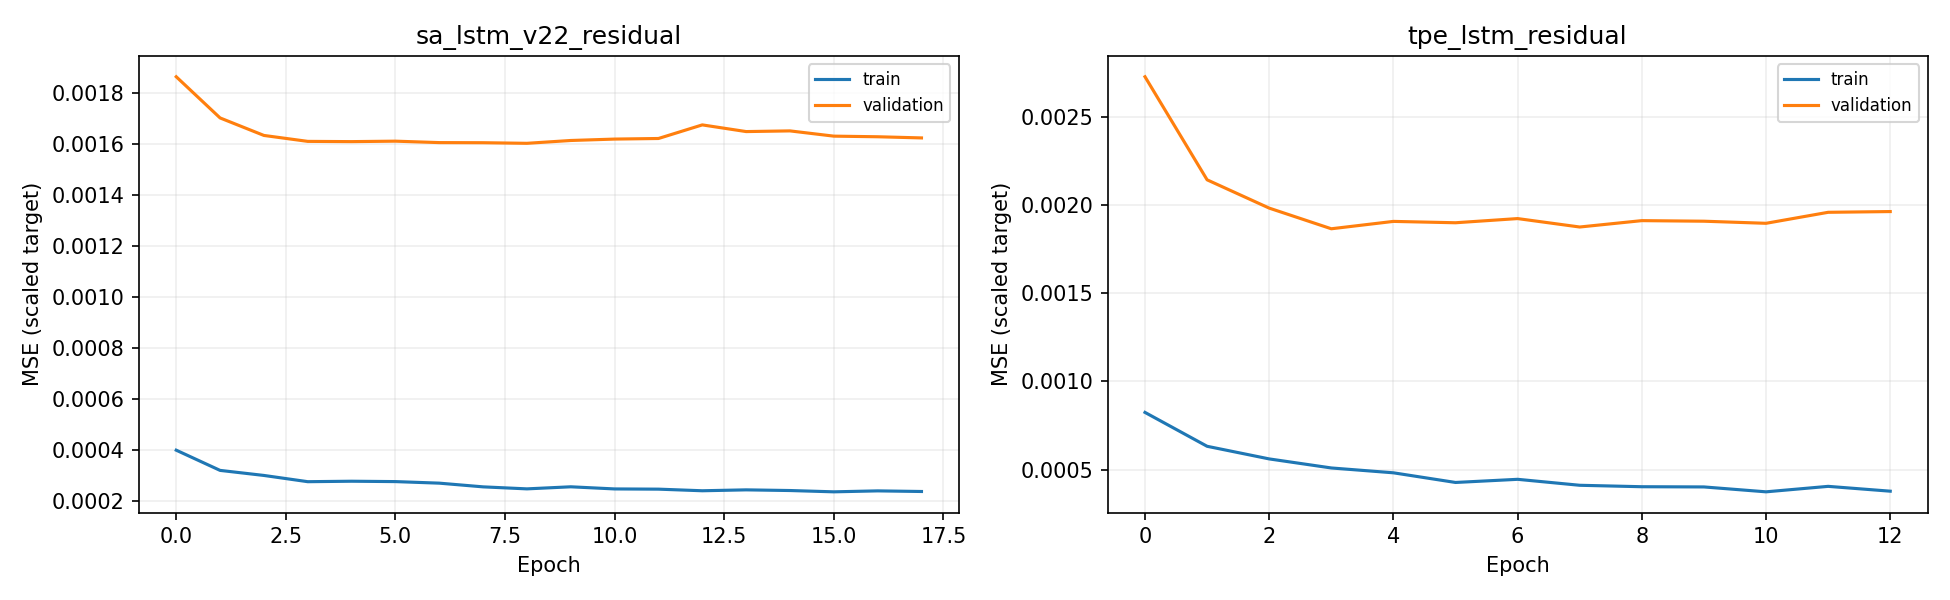 sa_lstm_v22_residual
train
validation
0.0018
0.0016
0.0014
0.0012
0.0010
0.0008
0.0006
0.0004
0.0002
MSE (scaled target)
0.0 2.5 5.0 7.5 10.0 12.5 15.0 17.5
Epoch
tpe_lstm_residual
train
validation
0.0025
0.0020
0.0015
0.0010
0.0005
MSE (scaled target)
0 2 4 6 8 10 12
Epoch